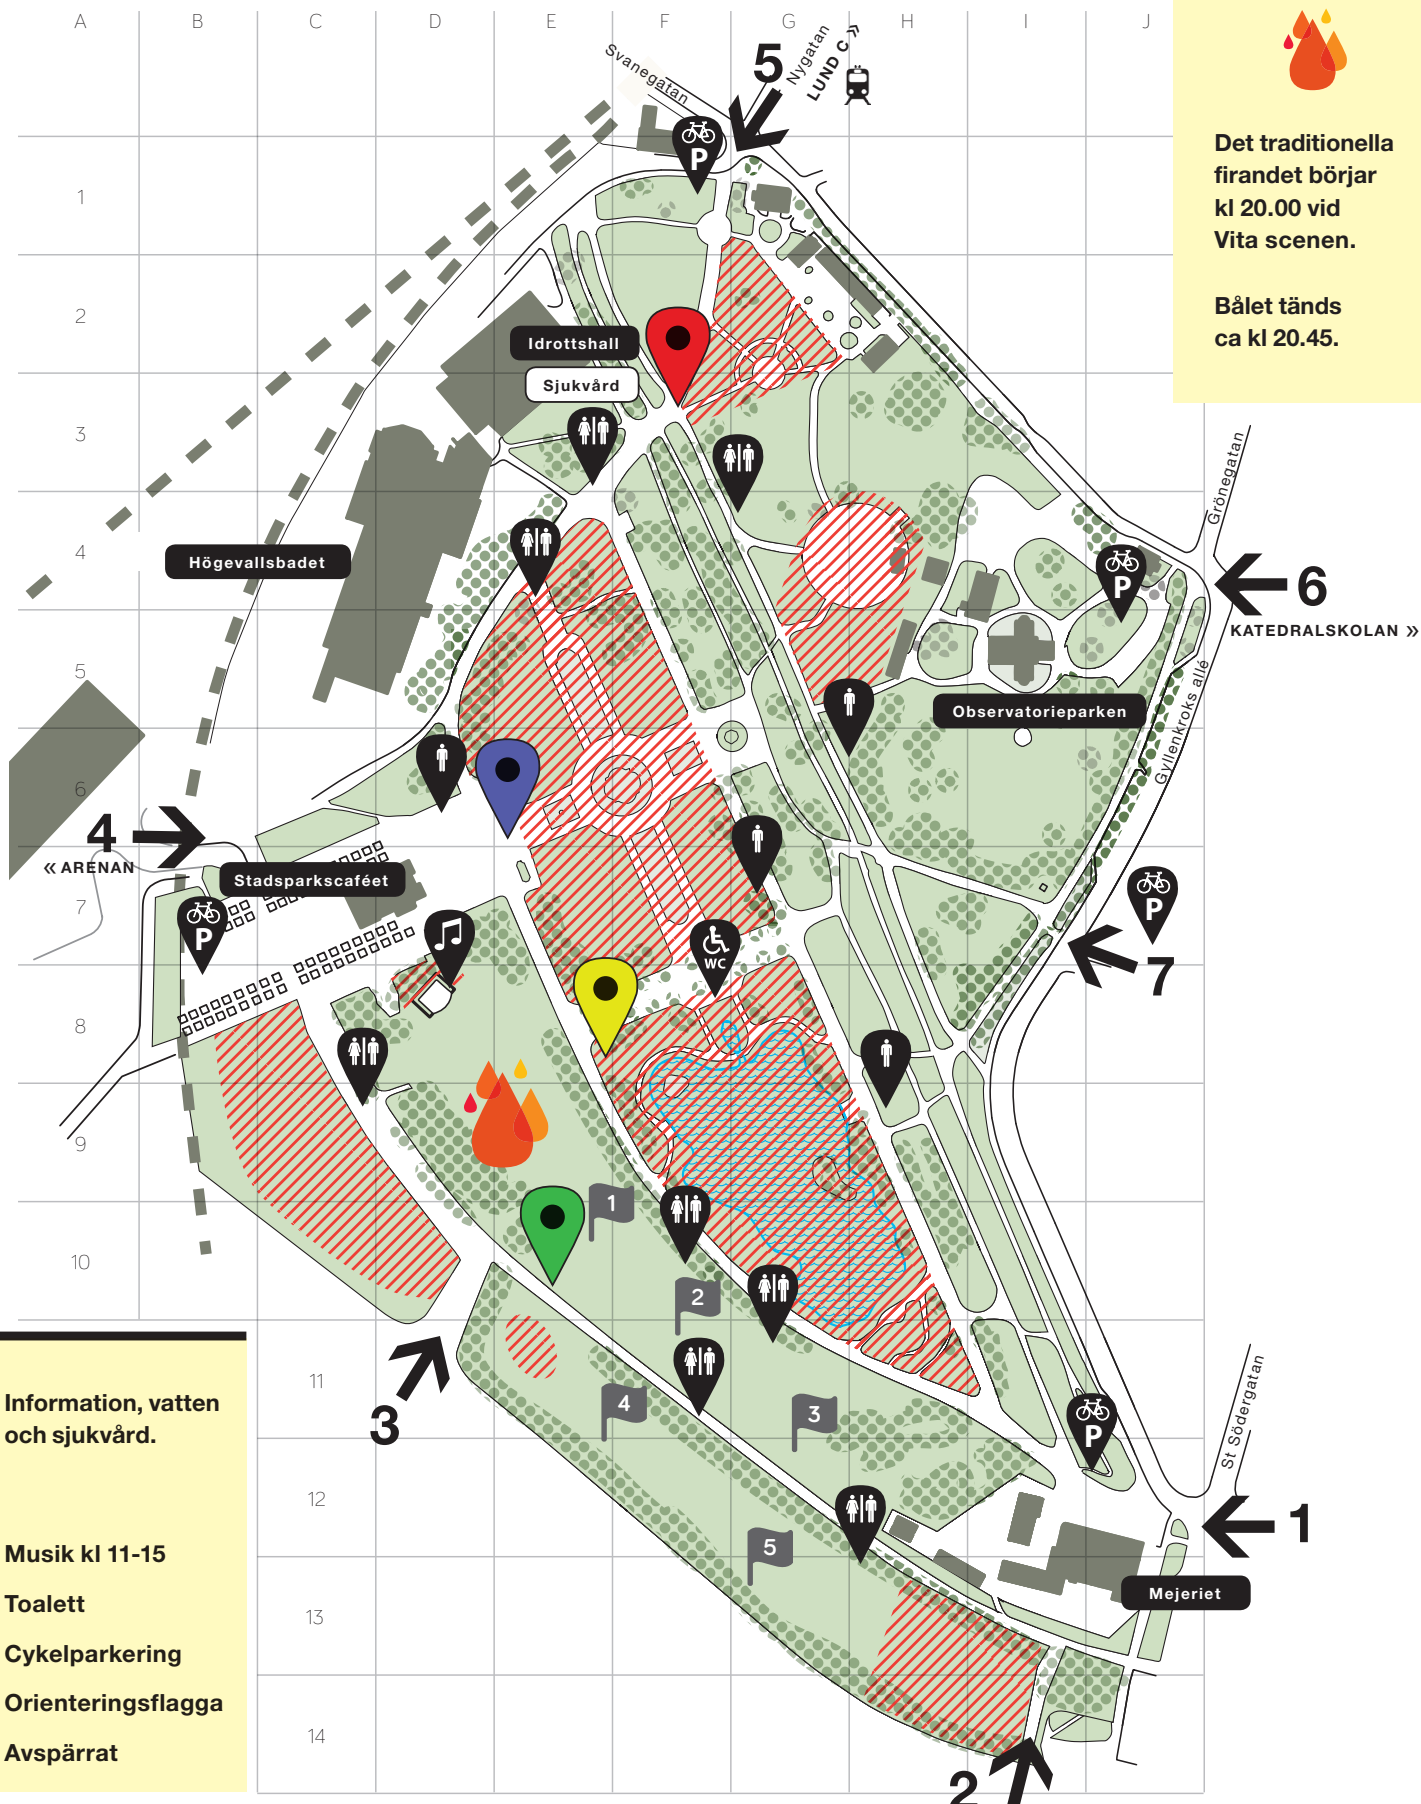 A B C D E F G H I J
Svanegatan
5
Nygatan
LUND C »
P
Det traditionella
firandet börjar
kl 20.00 vid
Vita scenen.
Bålet tänds
ca kl 20.45.
1
2
Idrottshall
Sjukvård
3
Grönegatan
4
Högevallsbadet
P
6
KATEDRALSKOLAN »
5
Observatorieparken
Gyllenkroks allé
6
4
« ARENAN
Stadsparkscaféet
7
P
P
WC
7
8
9
1
10
2
3
11
4
3
P
St Södergatan
12
5
1
Mejeriet
13
14
2
Information, vatten
och sjukvård.
Musik kl 11-15
Toalett
Cykelparkering
Orienteringsflagga
Avspärrat